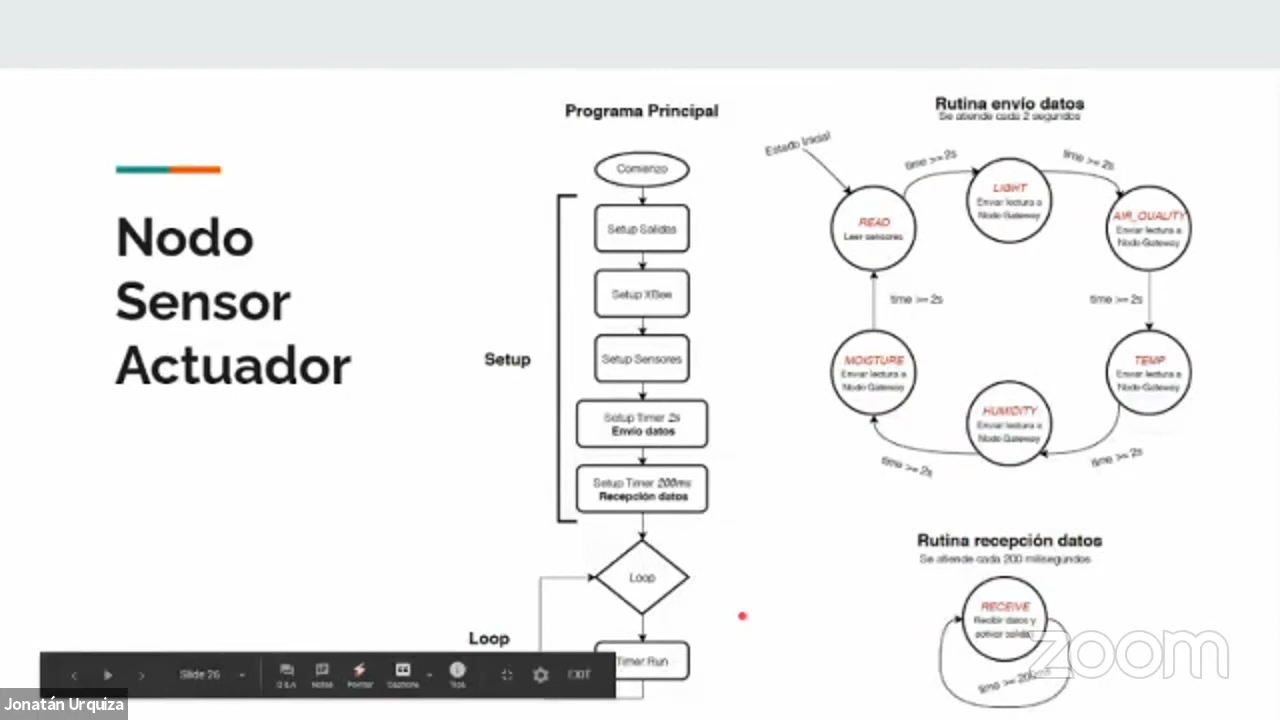 Nodo
Sensor
Actuador
Programa Principal
Comienzo
Setup Salidas
Setup XBee
Setup Sensores
Setup Timer 2s
Envío datos
Setup Timer 200ms
Recepción datos
Setup
Loop
Loop
Timer Run
Rutina envío datos
Se atiende cada 2 segundos
Estado Inicial
READ
Leer sensores
time >= 2s
LIGHT
Enviar lectura a
Nodo Gateway
time >= 2s
AIR_QUALITY
Enviar lectura a
Nodo Gateway
time >= 2s
TEMP
Enviar lectura a
Nodo Gateway
time >= 2s
HUMIDITY
Enviar lectura a
Nodo Gateway
time >= 2s
MOISTURE
Enviar lectura a
Nodo Gateway
time >= 2s
Rutina recepción datos
Se atiende cada 200 milisegundos
RECEIVE
Recibir datos y
activar salidas
time >= 200ms
Slide 26
Q&A
Notes
Pointer
Captions
Tips
EXIT
Jonatán Urquiza
zoom